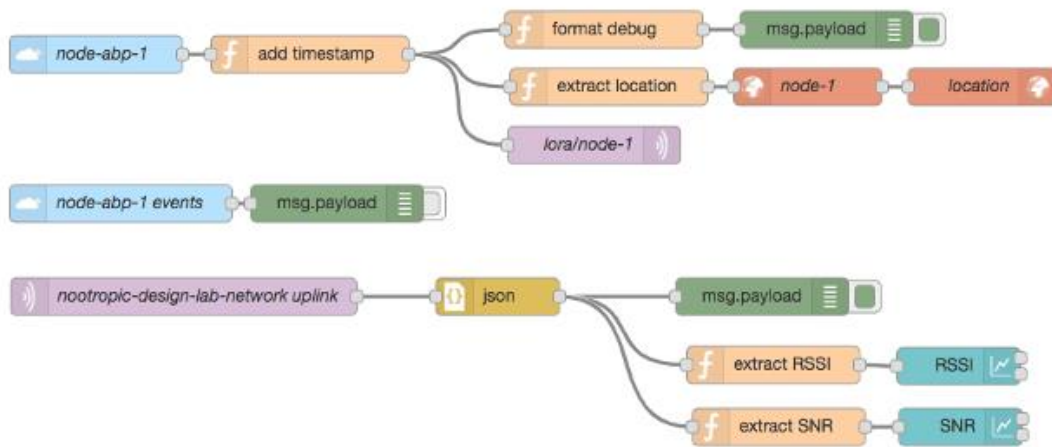 format debug
msg.payload
node-abp-1
add timestamp
extract location
node-1
location
lora/node-1
node-abp-1 events
msg.payload
nootropic-design-lab-network uplink
json
msg.payload
extract RSSI
RSSI
extract SNR
SNR